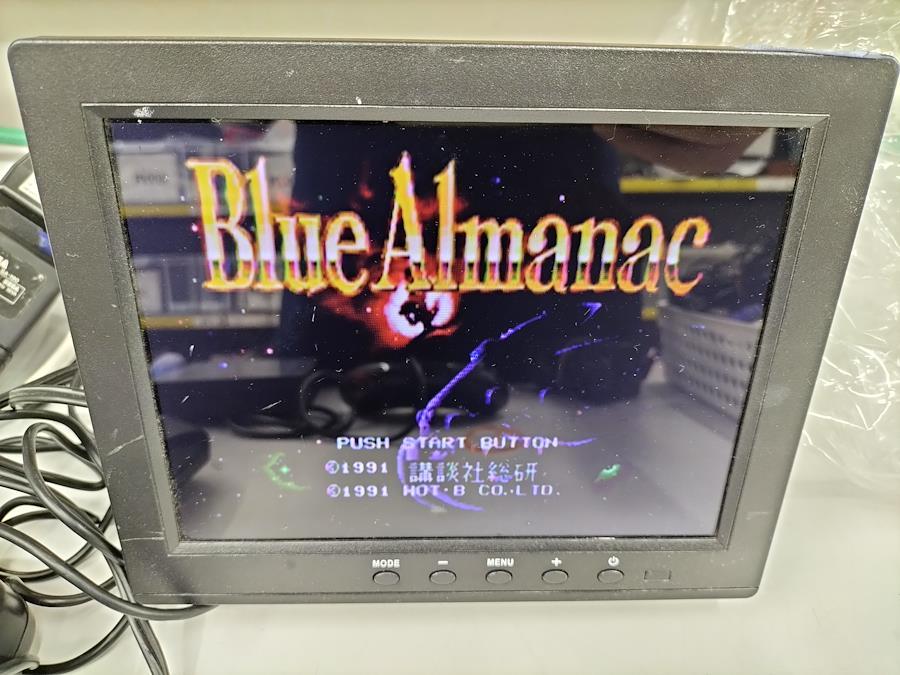 Blue Almanac
PUSH START BUTTON
©1991 講談社総研
©1991 HOT・B CO.,LTD.
MODE − MENU +